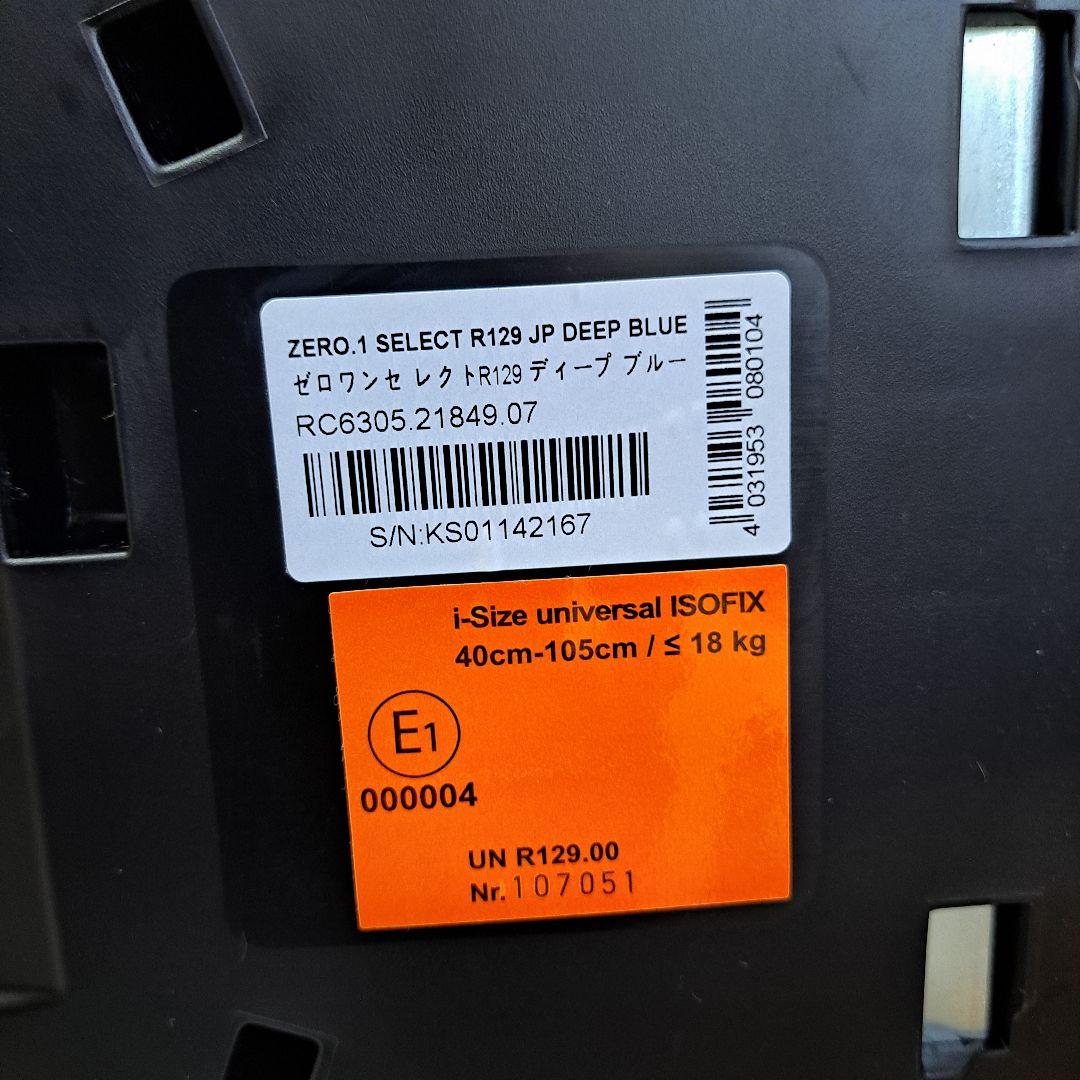 ZERO.1 SELECT R129 JP DEEP BLUE
ゼロワンセ レクトR129 ディープ ブルー
RC6305.21849.07
S/N:KS01142167
4 031953 080104
i-Size universal ISOFIX
40cm-105cm / ≤ 18 kg
E1
000004
UN R129.00
Nr. 107051